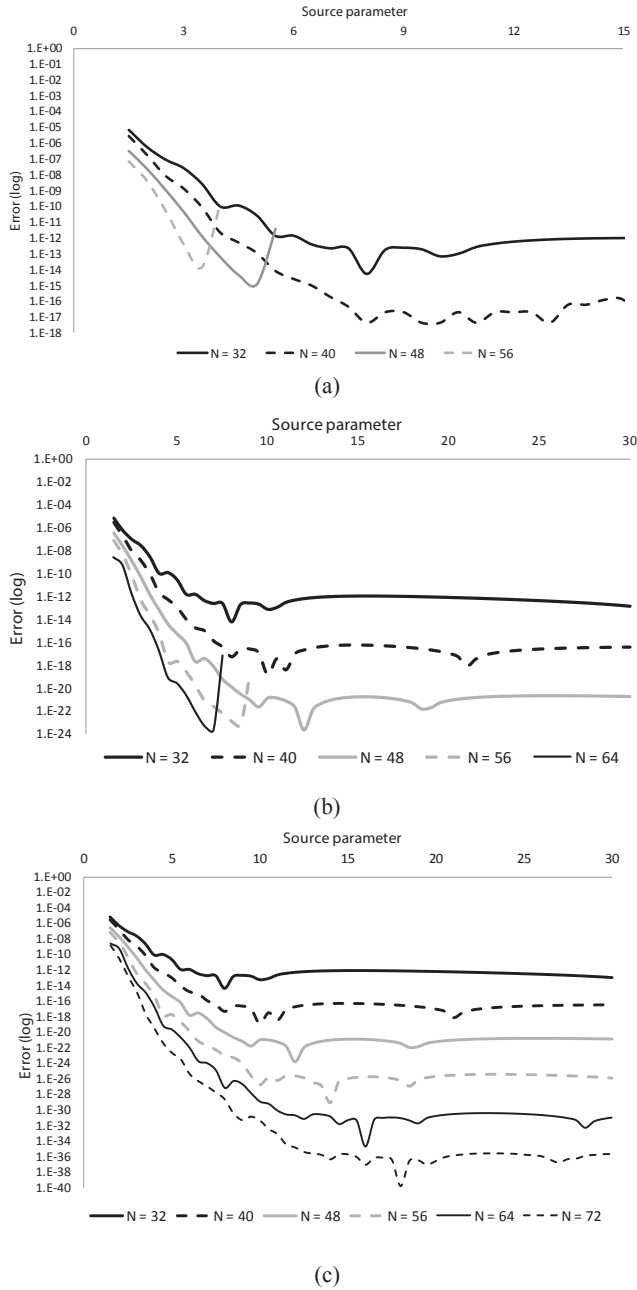 Source parameter
0 3 6 9 12 15
1.E+00
1.E-01
1.E-02
1.E-03
1.E-04
1.E-05
1.E-06
1.E-07
1.E-08
1.E-09
1.E-10
1.E-11
1.E-12
1.E-13
1.E-14
1.E-15
1.E-16
1.E-17
1.E-18
Error (log)
N = 32 N = 40 N = 48 N = 56
(a)
Source parameter
0 5 10 15 20 25 30
1.E+00
1.E-02
1.E-04
1.E-06
1.E-08
1.E-10
1.E-12
1.E-14
1.E-16
1.E-18
1.E-20
1.E-22
1.E-24
Error (log)
N = 32 N = 40 N = 48 N = 56 N = 64
(b)
Source parameter
0 5 10 15 20 25 30
1.E+00
1.E-02
1.E-04
1.E-06
1.E-08
1.E-10
1.E-12
1.E-14
1.E-16
1.E-18
1.E-20
1.E-22
1.E-24
1.E-26
1.E-28
1.E-30
1.E-32
1.E-34
1.E-36
1.E-38
1.E-40
Error (log)
N = 32 N = 40 N = 48 N = 56 N = 64 N = 72
(c)